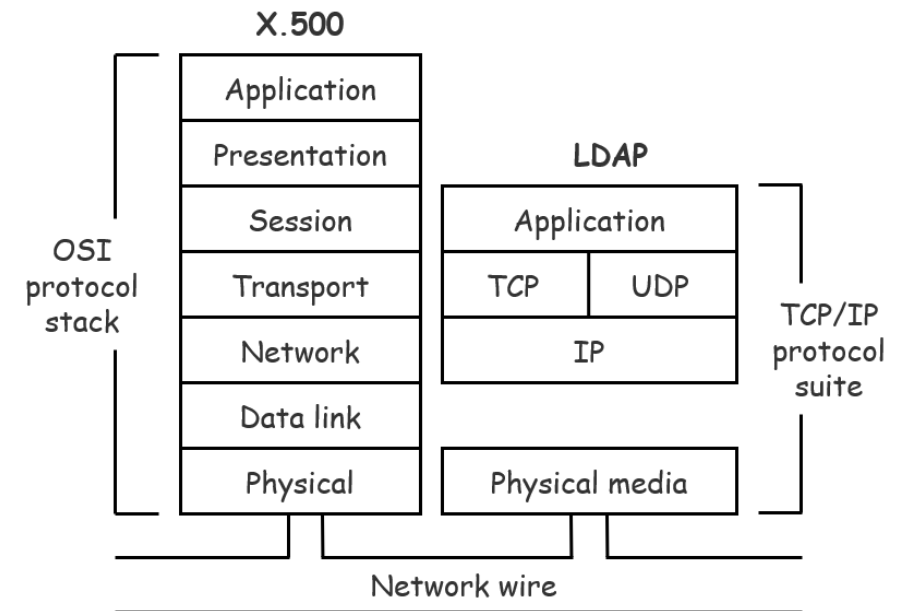 X.500
Application
Presentation
Session
Transport
Network
Data link
Physical
OSI
protocol
stack
LDAP
Application
TCP
UDP
IP
Physical media
TCP/IP
protocol
suite
Network wire